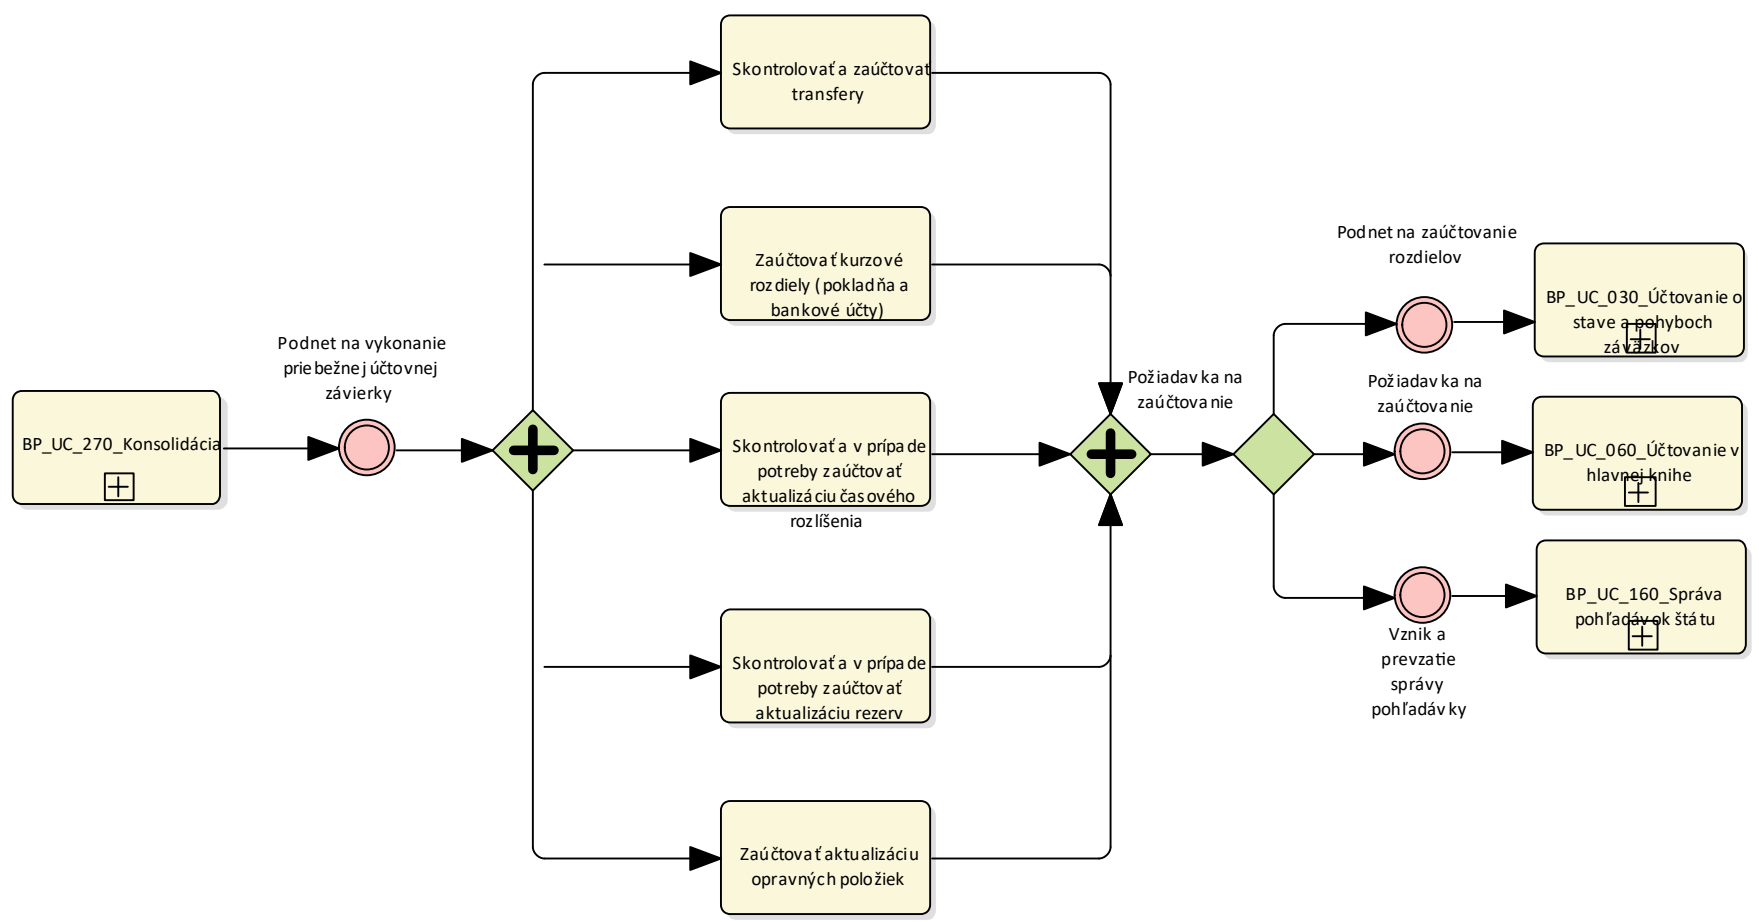 BP_UC_270_Konsolidácia
Podnet na vykonanie
priebežnej účtovnej
závierky
Skontrolovať a zaúčtovať
transfery
Zaúčtovať kurzové
rozdiely (pokladňa a
bankové účty)
Skontrolovať a v prípade
potreby zaúčtovať
aktualizáciu časového
rozlíšenia
Skontrolovať a v prípade
potreby zaúčtovať
aktualizáciu rezerv
Zaúčtovať aktualizáciu
opravných položiek
Požiadavka na
zaúčtovanie
Podnet na zaúčtovanie
rozdielov
BP_UC_030_Účtovanie o
stave a pohyboch
záväzkov
Požiadavka na
zaúčtovanie
BP_UC_060_Účtovanie v
hlavnej knihe
Vznik a
prevzatie
správy
pohľadávky
BP_UC_160_Správa
pohľadávok štátu